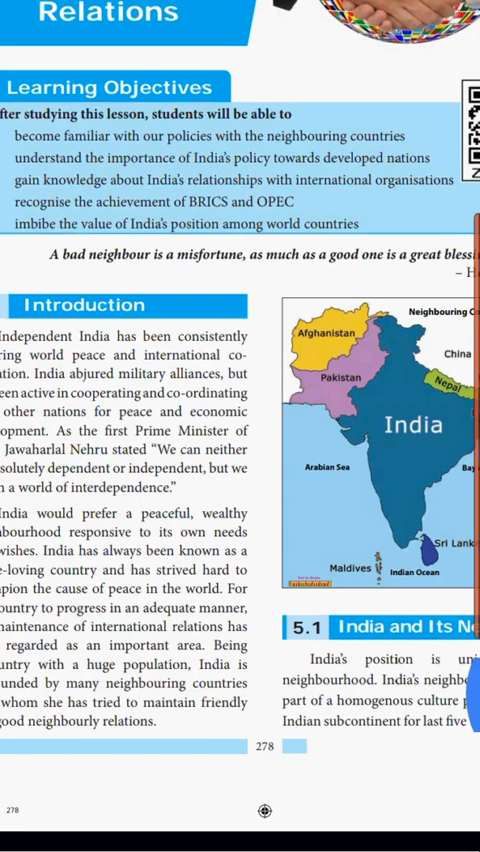 Relations
Learning Objectives
fter studying this lesson, students will be able to
become familiar with our policies with the neighbouring countries
understand the importance of India's policy towards developed nations
gain knowledge about India's relationships with international organisations
recognise the achievement of BRICS and OPEC
imbibe the value of India's position among world countries
A bad neighbour is a misfortune, as much as a good one is a great blessi
– H
Introduction
Independent India has been consistently
ring world peace and international co-
ation. India abjured military alliances, but
een active in cooperating and co-ordinating
other nations for peace and economic
opment. As the first Prime Minister of
Jawaharlal Nehru stated “We can neither
solutely dependent or independent, but we
n a world of interdependence.”
India would prefer a peaceful, wealthy
abourhood responsive to its own needs
wishes. India has always been known as a
e-loving country and has strived hard to
npion the cause of peace in the world. For
ountry to progress in an adequate manner,
naintenance of international relations has
regarded as an important area. Being
untry with a huge population, India is
unded by many neighbouring countries
whom she has tried to maintain friendly
good neighbourly relations.
Neighbouring C
Afghanistan
China
Pakistan
Nepal
India
Arabian Sea
Bay
Sri Lank
Maldives
Indian Ocean
5.1 India and Its Ne
India's position is uni
neighbourhood. India's neighbo
part of a homogenous culture p
Indian subcontinent for last five
278
278